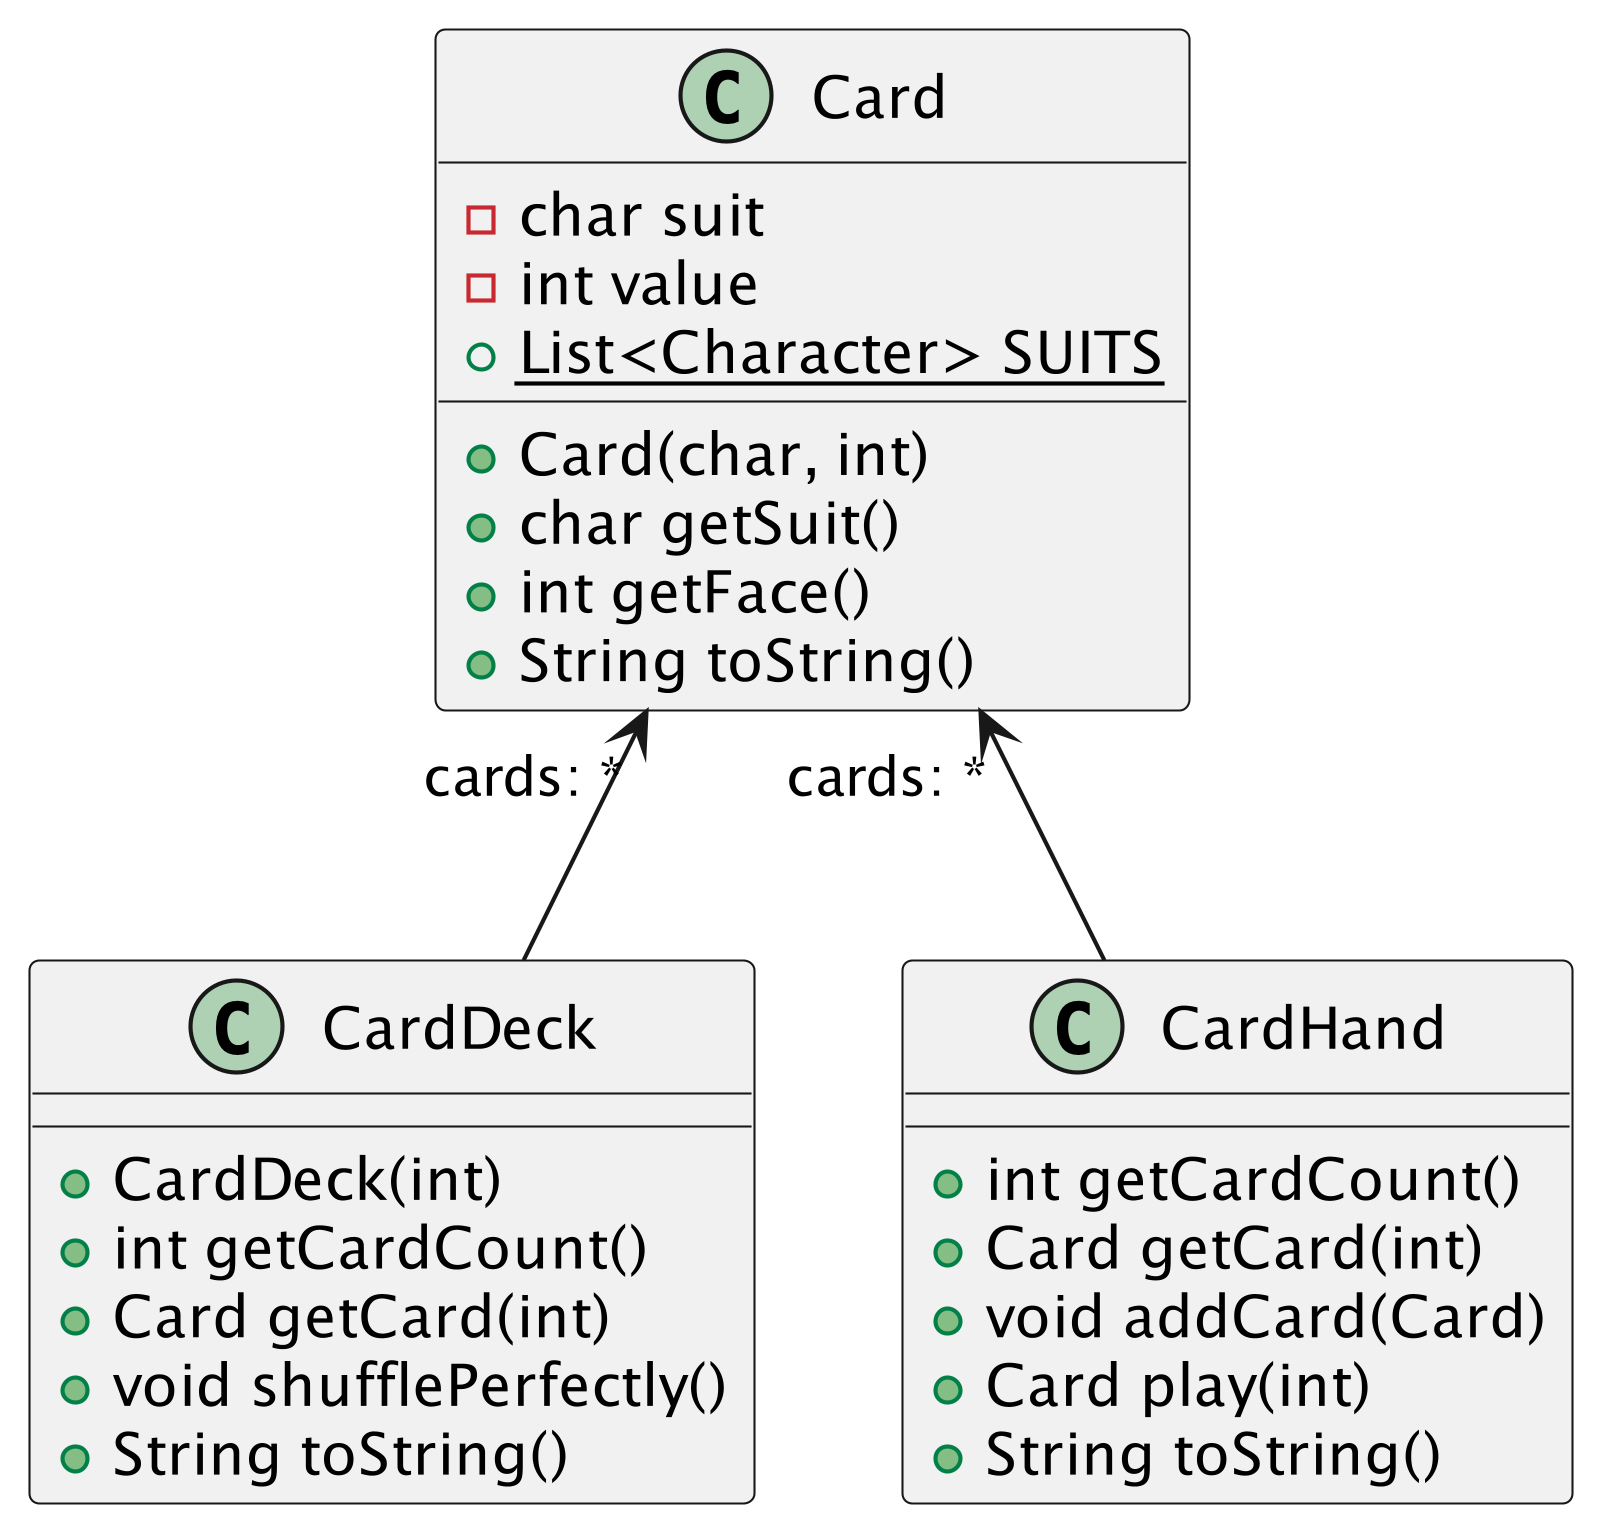 C Card
char suit
int value
List<Character> SUITS
Card(char, int)
char getSuit()
int getFace()
String toString()
cards: *
cards: *
C CardDeck
CardDeck(int)
int getCardCount()
Card getCard(int)
void shufflePerfectly()
String toString()
C CardHand
int getCardCount()
Card getCard(int)
void addCard(Card)
Card play(int)
String toString()